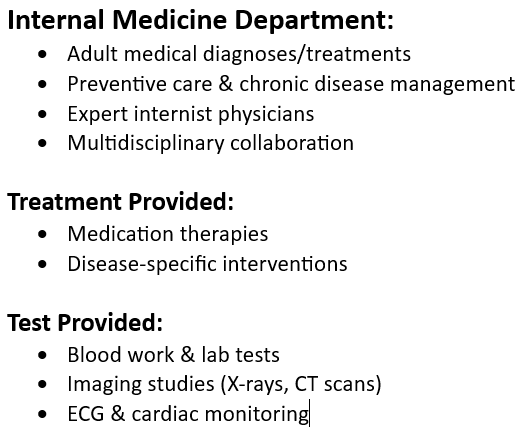 Internal Medicine Department:
• Adult medical diagnoses/treatments
• Preventive care & chronic disease management
• Expert internist physicians
• Multidisciplinary collaboration
Treatment Provided:
• Medication therapies
• Disease-specific interventions
Test Provided:
• Blood work & lab tests
• Imaging studies (X-rays, CT scans)
• ECG & cardiac monitoring